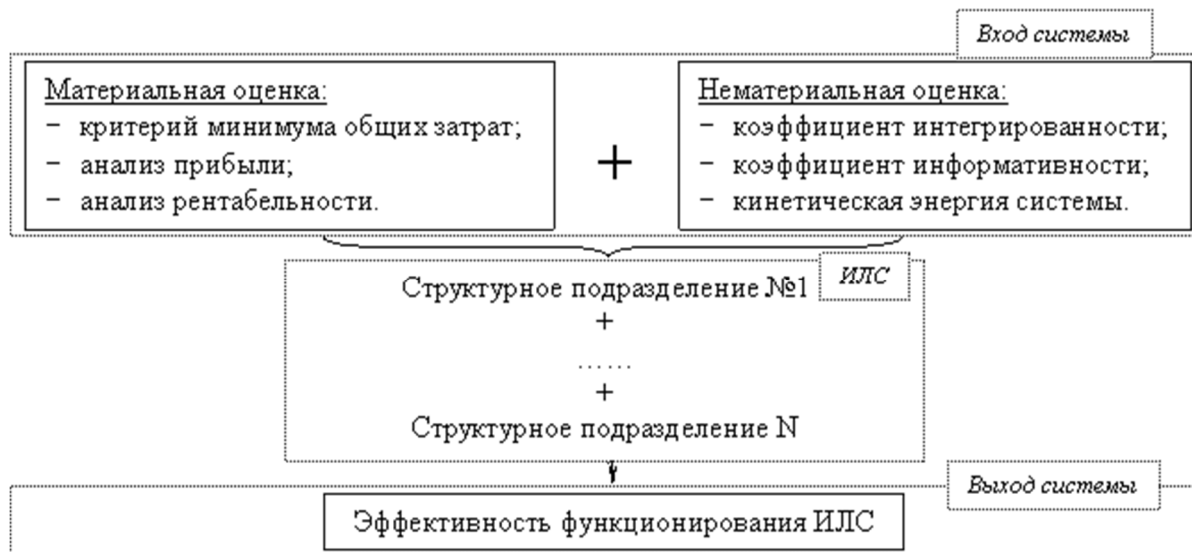 Вход системы
Материальная оценка:
− критерий минимума общих затрат;
− анализ прибыли;
− анализ рентабельности.
+
Нематериальная оценка:
− коэффициент интегрированности;
− коэффициент информативности;
− кинетическая энергия системы.
ИЛС
Структурное подразделение №1
+
......
+
Структурное подразделение N
Выход системы
Эффективность функционирования ИЛС